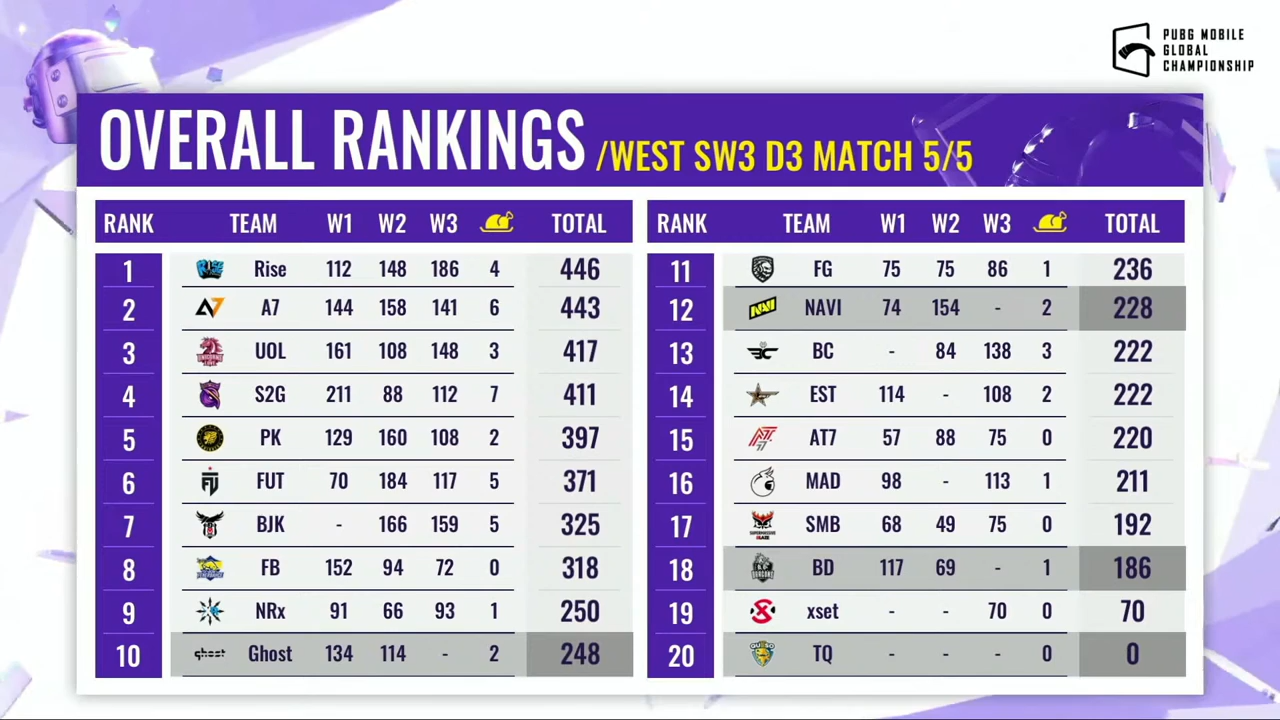 PUBG MOBILE
GLOBAL
CHAMPIONSHIP
OVERALL RANKINGS /WEST SW3 D3 MATCH 5/5
RANK TEAM W1 W2 W3 TOTAL
1 RISE Rise 112 148 186 4 446
2 A7 144 158 141 6 443
3 UOL 161 108 148 3 417
4 S2G 211 88 112 7 411
5 PK 129 160 108 2 397
6 FUT 70 184 117 5 371
7 BJK - 166 159 5 325
8 FB 152 94 72 0 318
9 NRx 91 66 93 1 250
10 ghost Ghost 134 114 - 2 248
RANK TEAM W1 W2 W3 TOTAL
11 FG 75 75 86 1 236
12 NAVI 74 154 - 2 228
13 BC - 84 138 3 222
14 EST 114 - 108 2 222
15 AT7 57 88 75 0 220
16 MAD 98 - 113 1 211
17 SMB 68 49 75 0 192
18 BD 117 69 - 1 186
19 xset - - 70 0 70
20 TQ - - - 0 0